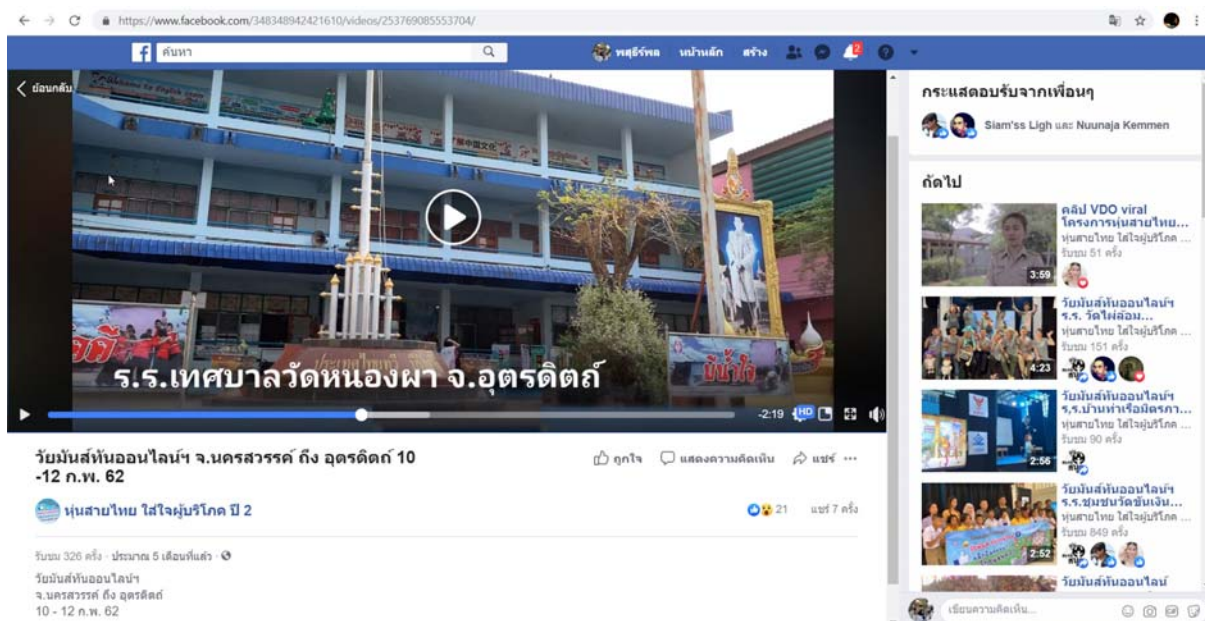 https://www.facebook.com/348348942421610/videos/253769085553704/
ค้นหา
พสุธีร์พล
หน้าหลัก
สร้าง
2
ย้อนกลับ
中国文化
ประเทศไทย
มีน้ำใจ
ร.ร.เทศบาลวัดหนองผา จ.อุตรดิตถ์
-2:19
HD
วัยมันส์ทันออนไลน์ฯ จ.นครสวรรค์ ถึง อุตรดิตถ์ 10
-12 ก.พ. 62
ถูกใจ
แสดงความคิดเห็น
แชร์
หุ่นสายไทย ใส่ใจผู้บริโภค ปี 2
21
แชร์ 7 ครั้ง
รับชม 326 ครั้ง · ประมาณ 5 เดือนที่แล้ว ·
วัยมันส์ทันออนไลน์ฯ
จ.นครสวรรค์ ถึง อุตรดิตถ์
10 - 12 ก.พ. 62
กระแสตอบรับจากเพื่อนๆ
Siam'ss Ligh และ Nuunaja Kemmen
ถัดไป
คลิป VDO viral
โครงการหุ่นสายไทย...
หุ่นสายไทย ใส่ใจผู้บริโภค ...
รับชม 51 ครั้ง
3:59
วัยมันส์ทันออนไลน์ฯ
ร.ร. วัดไผ่ล้อม...
หุ่นสายไทย ใส่ใจผู้บริโภค ...
รับชม 151 ครั้ง
4:23
วัยมันส์ทันออนไลน์ฯ
ร.ร.บ้านท่าเรือมิตรภา...
หุ่นสายไทย ใส่ใจผู้บริโภค ...
รับชม 90 ครั้ง
2:56
วัยมันส์ทันออนไลน์ฯ
ร.ร.ชุมชนวัดขันเงิน...
หุ่นสายไทย ใส่ใจผู้บริโภค ...
รับชม 849 ครั้ง
2:52
วัยมันส์ทันออนไลน์
เขียนความคิดเห็น...